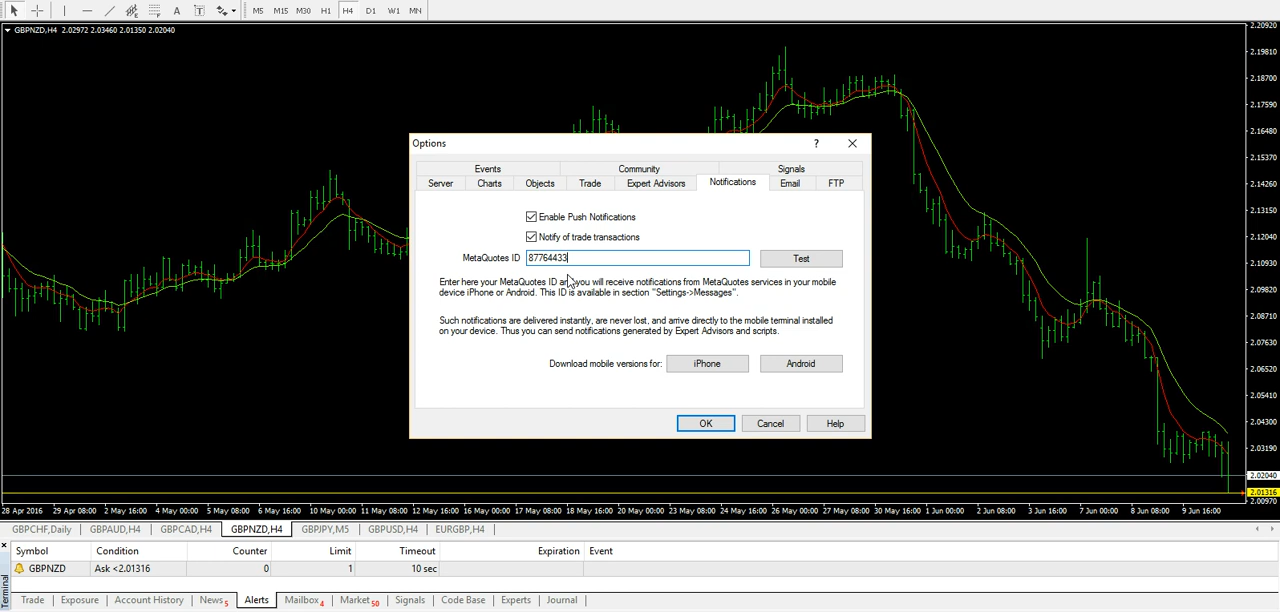 A T
M5 M15 M30 H1 H4 D1 W1 MN
GBPNZD,H4 2.02972 2.03460 2.01350 2.02040
2.20920
2.19810
2.18700
2.17590
2.16480
2.15370
2.14260
2.13150
2.12040
2.10930
2.09820
2.08710
2.07630
2.06520
2.05410
2.04300
2.03190
2.02040
2.01316
2.00970
Options ?
Events Community Signals
Server Charts Objects Trade Expert Advisors Notifications Email FTP
Enable Push Notifications
Notify of trade transactions
MetaQuotes ID 87764433 Test
Enter here your MetaQuotes ID and you will receive notifications from MetaQuotes services in your mobile
device iPhone or Android. This ID is available in section "Settings->Messages".
Such notifications are delivered instantly, are never lost, and arrive directly to the mobile terminal installed
on your device. Thus you can send notifications generated by Expert Advisors and scripts.
Download mobile versions for: iPhone Android
OK Cancel Help
28 Apr 2016 29 Apr 08:00 2 May 16:00 4 May 00:00 5 May 08:00 6 May 16:00 10 May 00:00 11 May 08:00 12 May 16:00 16 May 00:00 17 May 08:00 18 May 16:00 20 May 00:00 23 May 08:00 24 May 16:00 26 May 00:00 27 May 08:00 30 May 16:00 1 Jun 00:00 2 Jun 08:00 3 Jun 16:00 7 Jun 00:00 8 Jun 08:00 9 Jun 16:00
GBPCHF,Daily GBPAUD,H4 GBPCAD,H4 GBPNZD,H4 GBPJPY,M5 GBPUSD,H4 EURGBP,H4
Symbol Condition Counter Limit Timeout Expiration Event
GBPNZD Ask <2.01316 0 1 10 sec
Terminal
Trade Exposure Account History News 5 Alerts Mailbox 4 Market 50 Signals Code Base Experts Journal